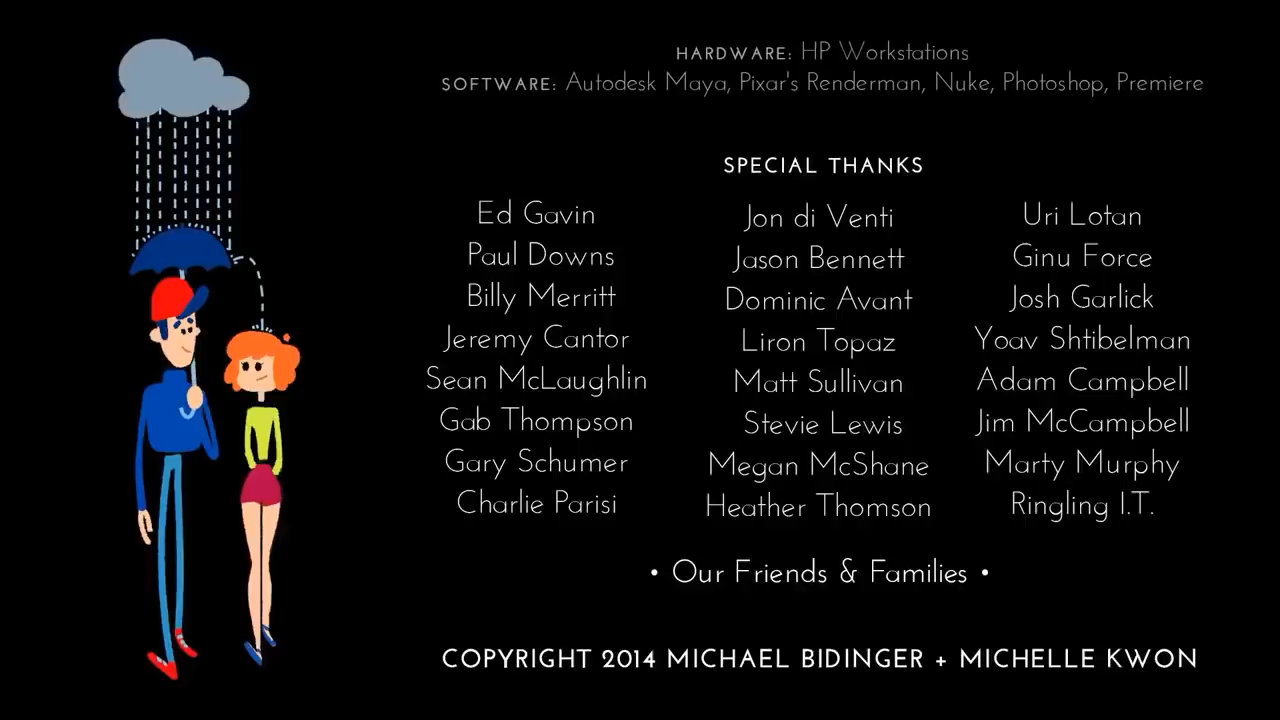 HARDWARE: HP Workstations
SOFTWARE: Autodesk Maya, Pixar's Renderman, Nuke, Photoshop, Premiere
SPECIAL THANKS
Ed Gavin
Paul Downs
Billy Merritt
Jeremy Cantor
Sean McLaughlin
Gab Thompson
Gary Schumer
Charlie Parisi
Jon di Venti
Jason Bennett
Dominic Avant
Liron Topaz
Matt Sullivan
Stevie Lewis
Megan McShane
Heather Thomson
Uri Lotan
Ginu Force
Josh Garlick
Yoav Shtibelman
Adam Campbell
Jim McCampbell
Marty Murphy
Ringling I.T.
• Our Friends & Families •
COPYRIGHT 2014 MICHAEL BIDINGER + MICHELLE KWON